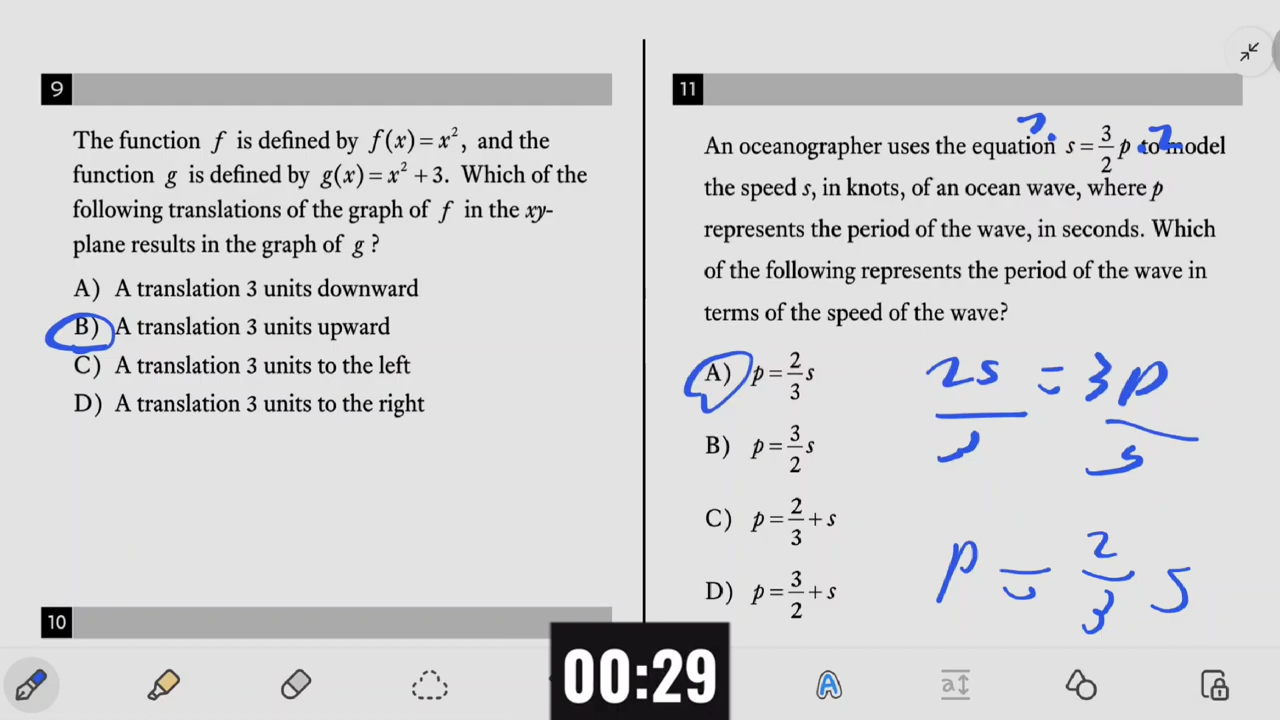 9
The function f is defined by f(x) = x², and the
function g is defined by g(x) = x² + 3. Which of the
following translations of the graph of f in the xy-
plane results in the graph of g ?
A) A translation 3 units downward
B) A translation 3 units upward
C) A translation 3 units to the left
D) A translation 3 units to the right
10
11
An oceanographer uses the equation s = 3/2 p to model
the speed s, in knots, of an ocean wave, where p
represents the period of the wave, in seconds. Which
of the following represents the period of the wave in
terms of the speed of the wave?
A) p = 2/3 s
B) p = 3/2 s
C) p = 2/3 + s
D) p = 3/2 + s
2s = 3p
p = 2/3 s
00:29
A
a